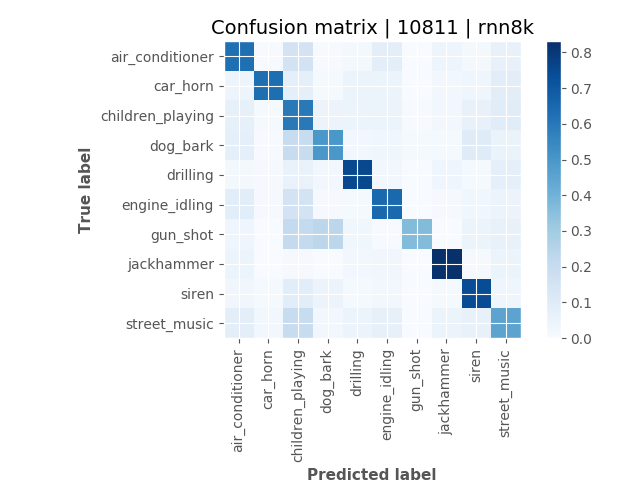 Confusion matrix | 10811 | rnn8k
True label
air_conditioner
car_horn
children_playing
dog_bark
drilling
engine_idling
gun_shot
jackhammer
siren
street_music
0.8
0.7
0.6
0.5
0.4
0.3
0.2
0.1
0.0
air_conditioner
car_horn
children_playing
dog_bark
drilling
engine_idling
gun_shot
jackhammer
siren
street_music
Predicted label